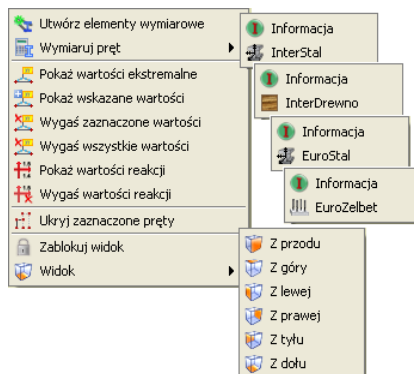 Utwórz elementy wymiarowe
Wymiaruj pręt
Pokaż wartości ekstremalne
Pokaż wskazane wartości
Wygaś zaznaczone wartości
Wygaś wszystkie wartości
Pokaż wartości reakcji
Wygaś wartości reakcji
Ukryj zaznaczone pręty
Zablokuj widok
Widok
Informacja
InterStal
Informacja
InterDrewno
Informacja
EuroStal
Informacja
EuroZelbet
Z przodu
Z góry
Z lewej
Z prawej
Z tyłu
Z dołu